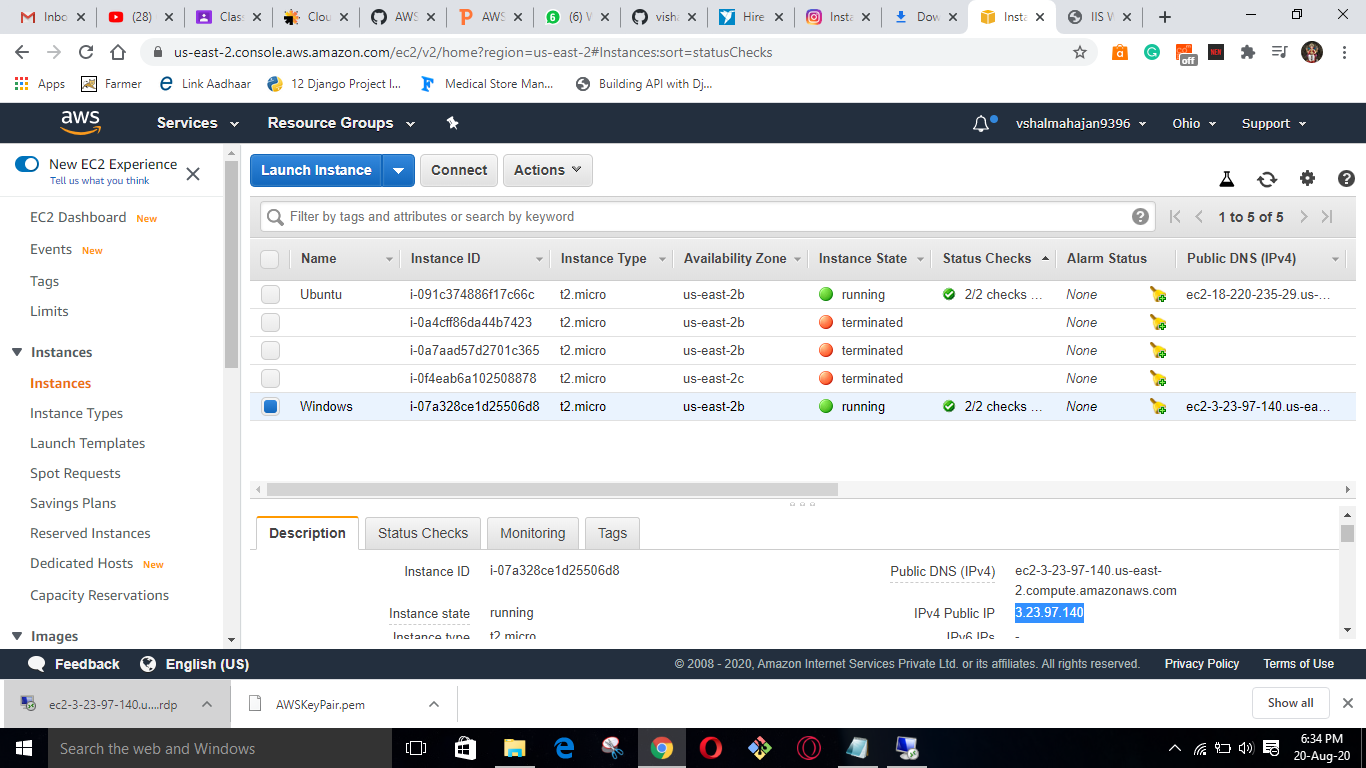 Inbo
(28)
Clas
Clou
AWS
AWS
(6) W
visha
Hire
Insta
Dow
Insta
IIS W
us-east-2.console.aws.amazon.com/ec2/v2/home?region=us-east-2#Instances:sort=statusChecks
off
NEW
Apps
Farmer
Link Aadhaar
12 Django Project I...
Medical Store Man...
Building API with Dj...
aws
Services
Resource Groups
vshalmahajan9396
Ohio
Support
New EC2 Experience
Tell us what you think
EC2 Dashboard New
Events New
Tags
Limits
Instances
Instances
Instance Types
Launch Templates
Spot Requests
Savings Plans
Reserved Instances
Dedicated Hosts New
Capacity Reservations
Images
Launch Instance
Connect
Actions
Filter by tags and attributes or search by keyword
1 to 5 of 5
Name Instance ID Instance Type Availability Zone Instance State Status Checks Alarm Status Public DNS (IPv4)
Ubuntu i-091c374886f17c66c t2.micro us-east-2b running 2/2 checks ... None ec2-18-220-235-29.us-...
i-0a4cff86da44b7423 t2.micro us-east-2b terminated None
i-0a7aad57d2701c365 t2.micro us-east-2b terminated None
i-0f4eab6a102508878 t2.micro us-east-2c terminated None
Windows i-07a328ce1d25506d8 t2.micro us-east-2b running 2/2 checks ... None ec2-3-23-97-140.us-ea...
Description
Status Checks
Monitoring
Tags
Instance ID i-07a328ce1d25506d8
Instance state running
Instance type t2.micro
Public DNS (IPv4) ec2-3-23-97-140.us-east-
2.compute.amazonaws.com
IPv4 Public IP 3.23.97.140
IPv6 IPs -
Feedback
English (US)
© 2008 - 2020, Amazon Internet Services Private Ltd. or its affiliates. All rights reserved.
Privacy Policy
Terms of Use
ec2-3-23-97-140.u....rdp
AWSKeyPair.pem
Show all
Search the web and Windows
6:34 PM
20-Aug-20